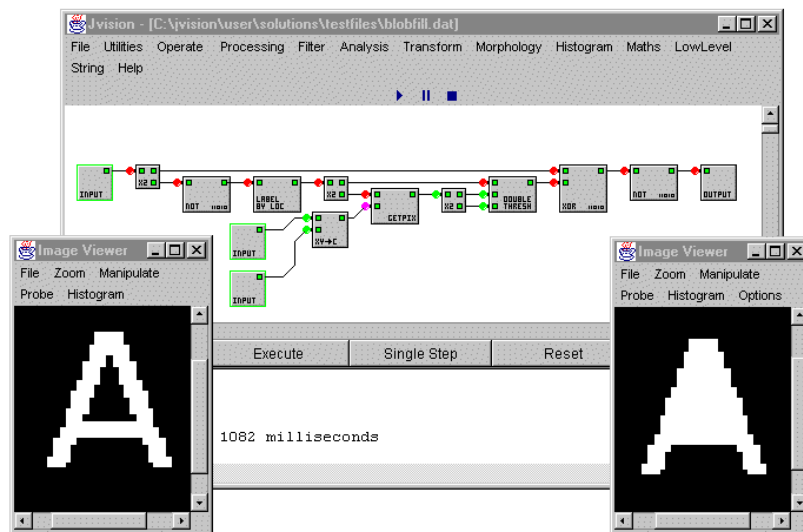 Jvision - [C:\jvision\user\solutions\testfiles\blobfill.dat]
File Utilities Operate Processing Filter Analysis Transform Morphology Histogram Maths LowLevel
String Help
INPUT
X2
NOT
LABEL
BY LOC
X2
GETPIX
X2
DOUBLE
THRESH
XOR
NOT
OUTPUT
INPUT
XY→C
INPUT
Image Viewer
File Zoom Manipulate
Probe Histogram
Image Viewer
File Zoom Manipulate
Probe Histogram Options
Execute Single Step Reset
1082 milliseconds
A